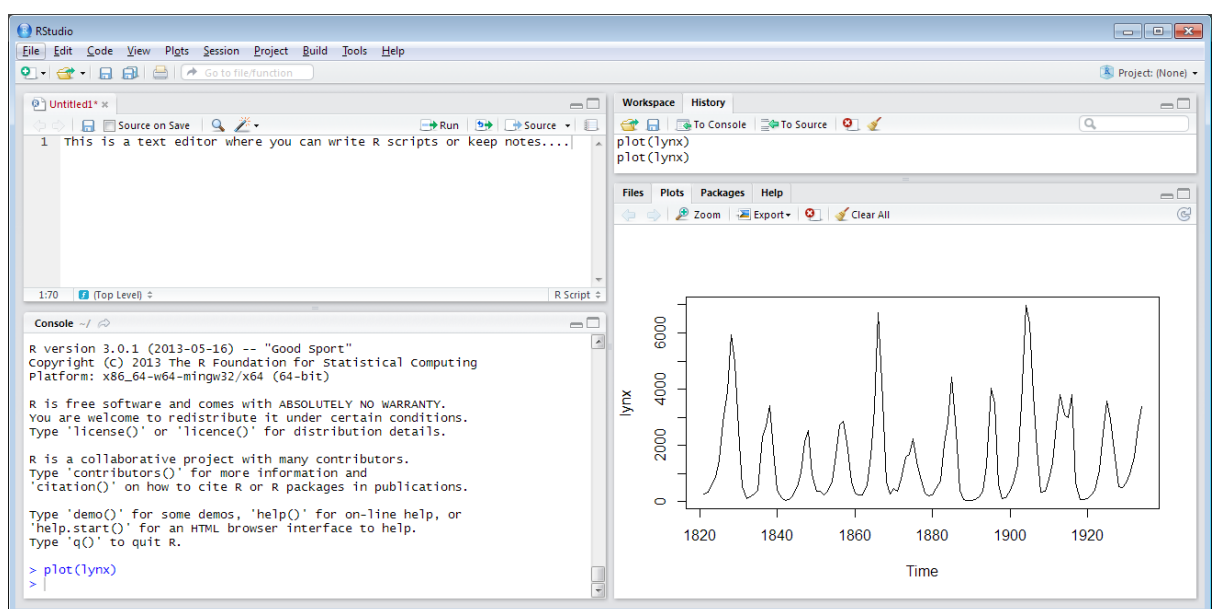 RStudio
File Edit Code View Plots Session Project Build Tools Help
Go to file/function
Project: (None)
Untitled1*
Source on Save
Run
Source
1 This is a text editor where you can write R scripts or keep notes....
1:70 (Top Level)
R Script
Console ~/
R version 3.0.1 (2013-05-16) -- "Good Sport"
Copyright (C) 2013 The R Foundation for Statistical Computing
Platform: x86_64-w64-mingw32/x64 (64-bit)
R is free software and comes with ABSOLUTELY NO WARRANTY.
You are welcome to redistribute it under certain conditions.
Type 'license()' or 'licence()' for distribution details.
R is a collaborative project with many contributors.
Type 'contributors()' for more information and
'citation()' on how to cite R or R packages in publications.
Type 'demo()' for some demos, 'help()' for on-line help, or
'help.start()' for an HTML browser interface to help.
Type 'q()' to quit R.
> plot(lynx)
>
Workspace History
To Console To Source
plot(lynx)
plot(lynx)
Files Plots Packages Help
Zoom Export Clear All
6000
4000
2000
0
lynx
1820 1840 1860 1880 1900 1920
Time